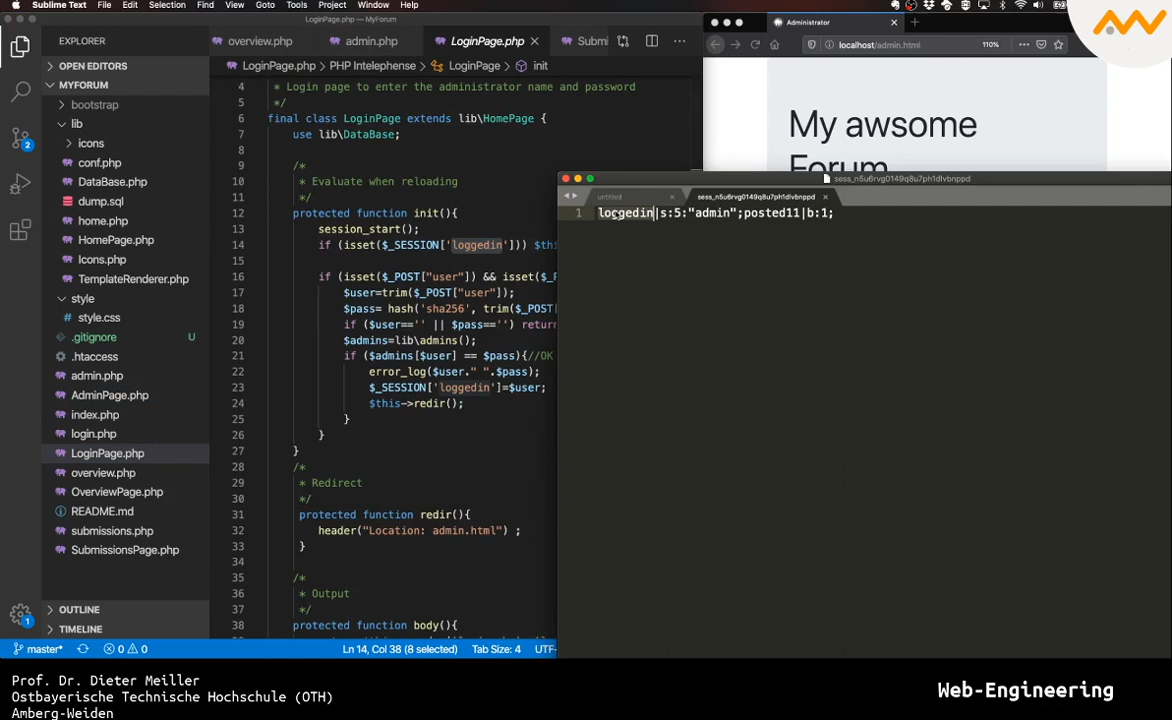 Sublime Text File Edit Selection Find View Goto Tools Project Window Help
LoginPage.php — MyForum
EXPLORER
overview.php admin.php LoginPage.php Submi
OPEN EDITORS
MYFORUM
bootstrap
lib
icons
conf.php
DataBase.php
dump.sql
home.php
HomePage.php
Icons.php
TemplateRenderer.php
style
style.css
.gitignore U
.htaccess
admin.php
AdminPage.php
index.php
login.php
LoginPage.php
overview.php
OverviewPage.php
README.md
submissions.php
SubmissionsPage.php
OUTLINE
TIMELINE
2
1
LoginPage.php > PHP Intelephense > LoginPage > init
4 * Login page to enter the administrator name and password
5 */
6 final class LoginPage extends lib\HomePage {
7 use lib\DataBase;
8
9 /*
10 * Evaluate when reloading
11 */
12 protected function init(){
13 session_start();
14 if (isset($_SESSION['loggedin'])) $thi
15
16 if (isset($_POST["user"]) && isset($_
17 $user=trim($_POST["user"]);
18 $pass= hash('sha256', trim($_POST
19 if ($user=='' || $pass=='') return
20 $admins=lib\admins();
21 if ($admins[$user] == $pass){//OK
22 error_log($user." ".$pass);
23 $_SESSION['loggedin']=$user;
24 $this->redir();
25 }
26 }
27 }
28 /*
29 * Redirect
30 */
31 protected function redir(){
32 header("Location: admin.html") ;
33 }
34
35 /*
36 * Output
37 */
38 protected function body(){
master* 0 0 Ln 14, Col 38 (8 selected) Tab Size: 4 UTF-
Administrator
localhost/admin.html 110%
My awsome
Forum
sess_n5u6rvg0149q8u7ph1dlvbnppd
untitled sess_n5u6rvg0149q8u7ph1dlvbnppd
1 loggedin|s:5:"admin";posted11|b:1;
Prof. Dr. Dieter Meiller
Ostbayerische Technische Hochschule (OTH)
Amberg-Weiden
Web-Engineering